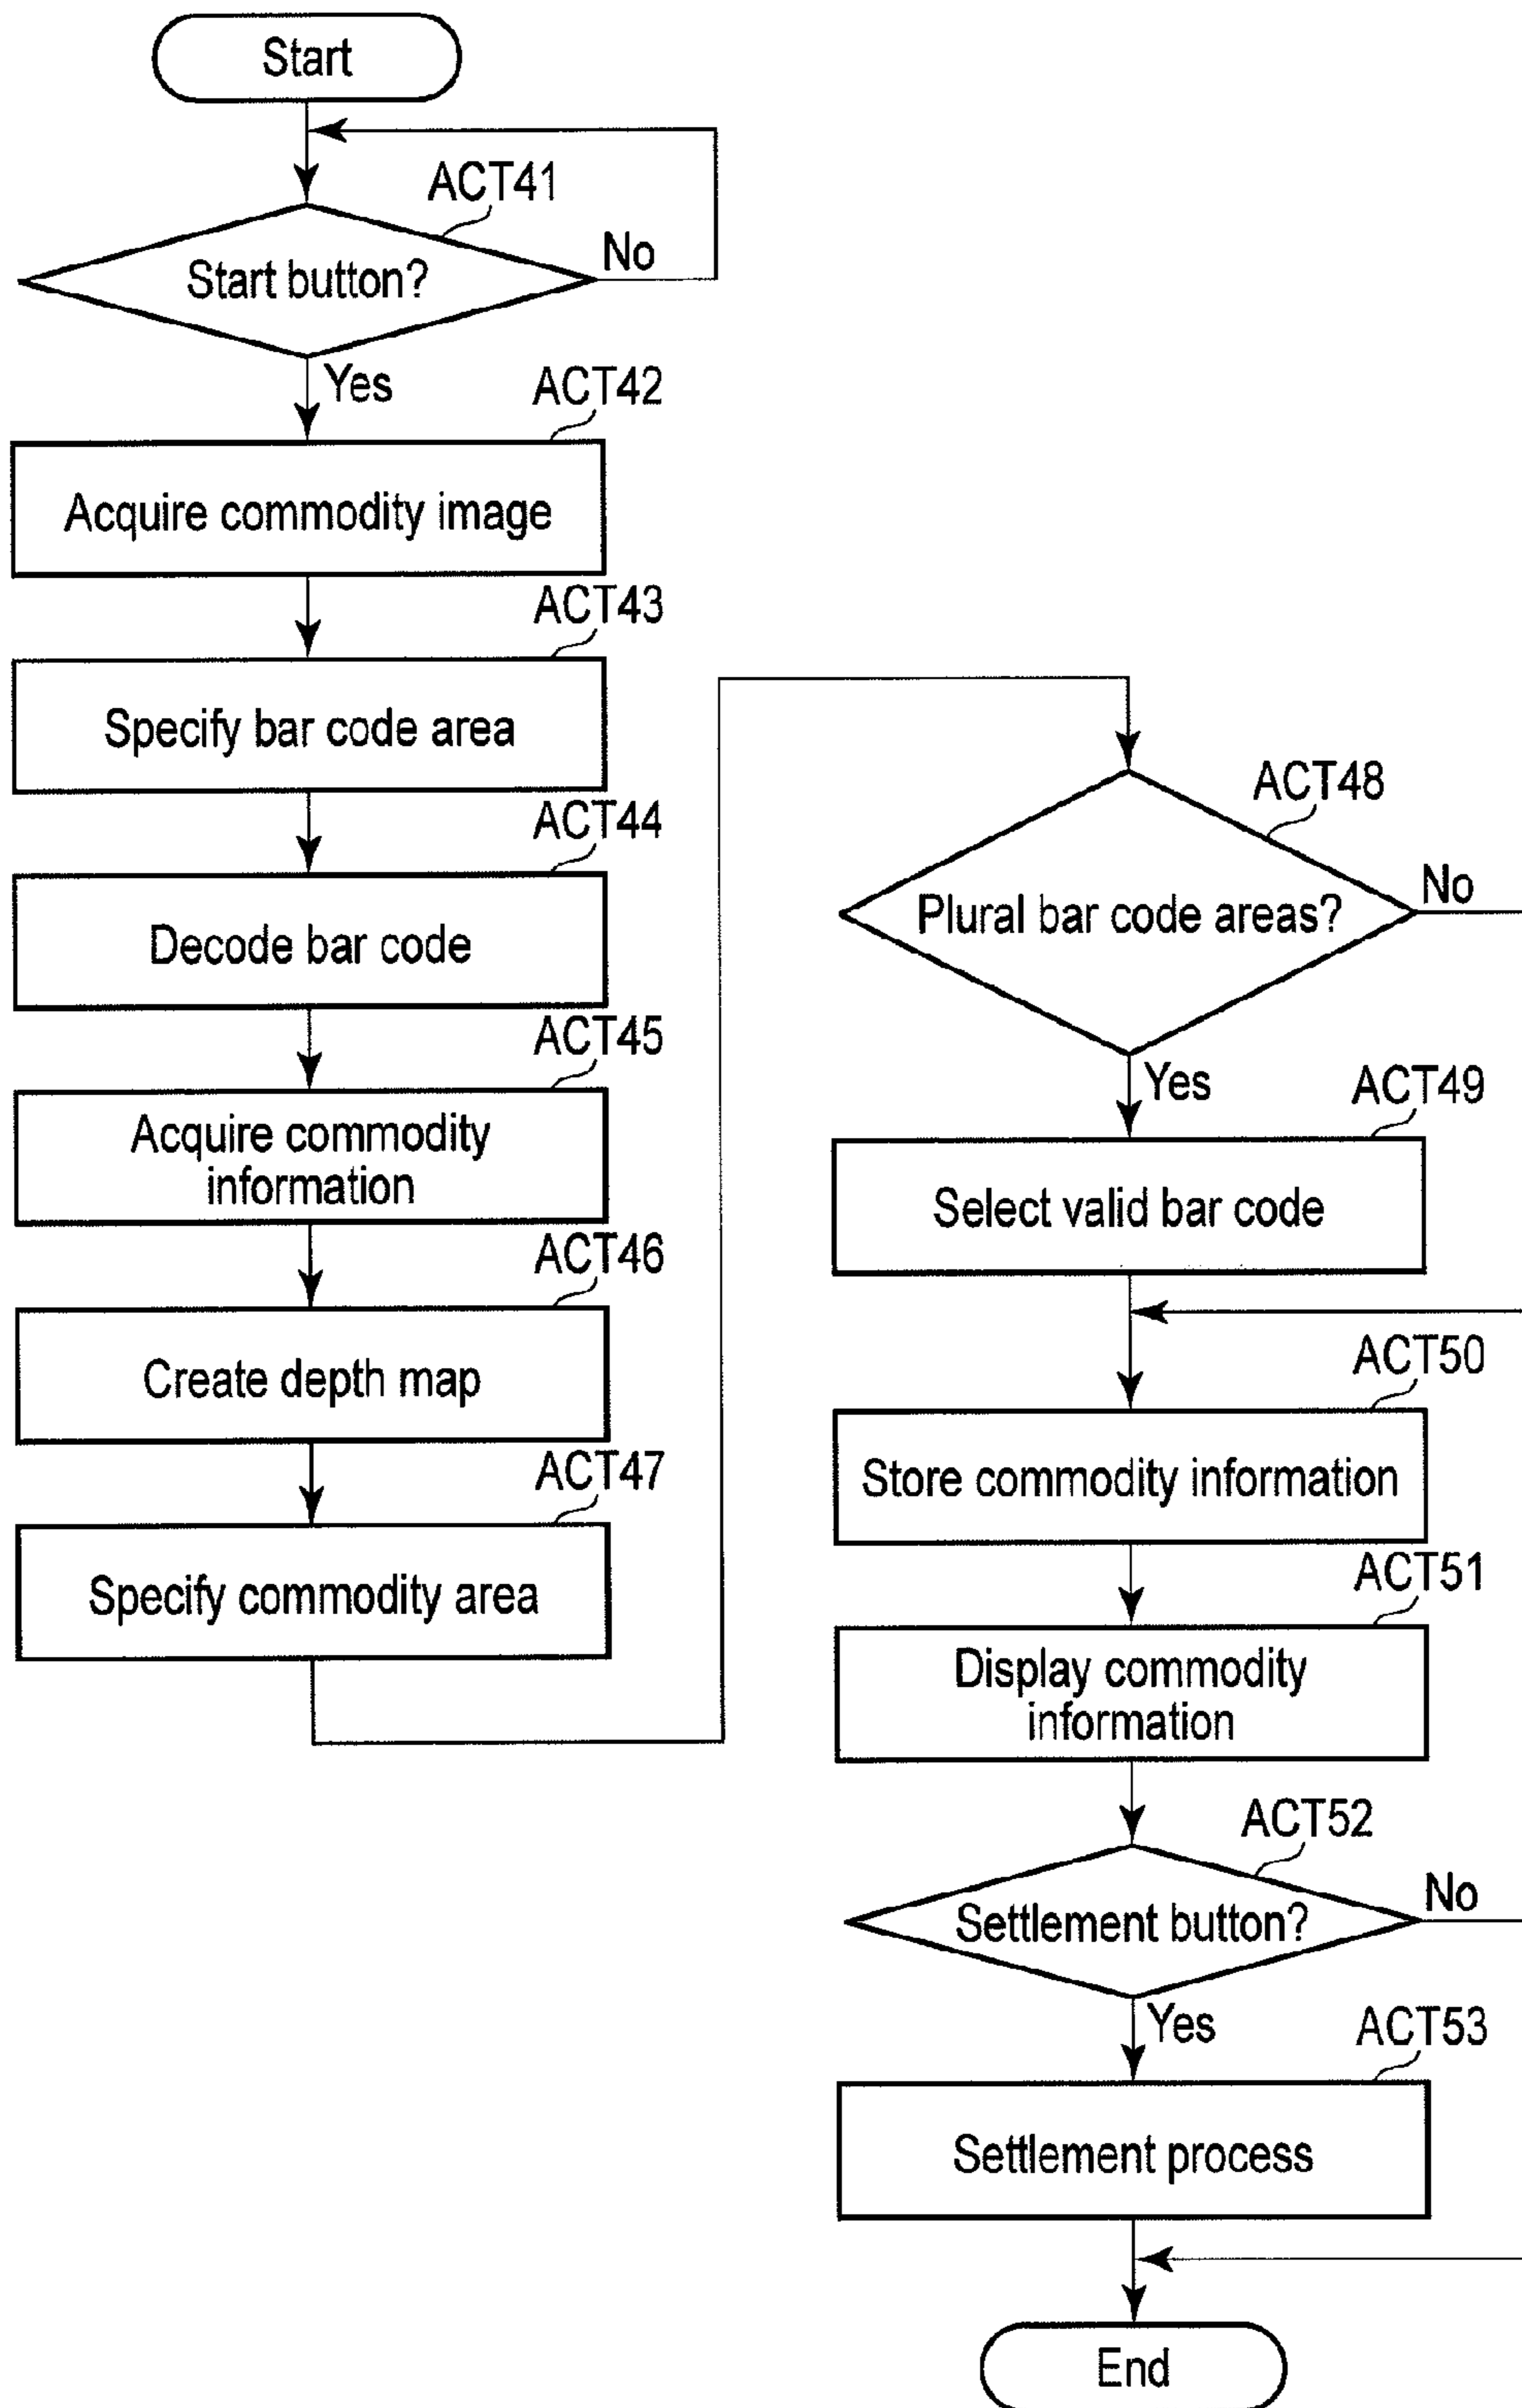 Start
ACT41
Start button?
No
Yes
ACT42
Acquire commodity image
ACT43
Specify bar code area
ACT44
Decode bar code
ACT45
Acquire commodity
information
ACT46
Create depth map
ACT47
Specify commodity area
ACT48
Plural bar code areas?
No
Yes
ACT49
Select valid bar code
ACT50
Store commodity information
ACT51
Display commodity
information
ACT52
Settlement button?
No
Yes
ACT53
Settlement process
End